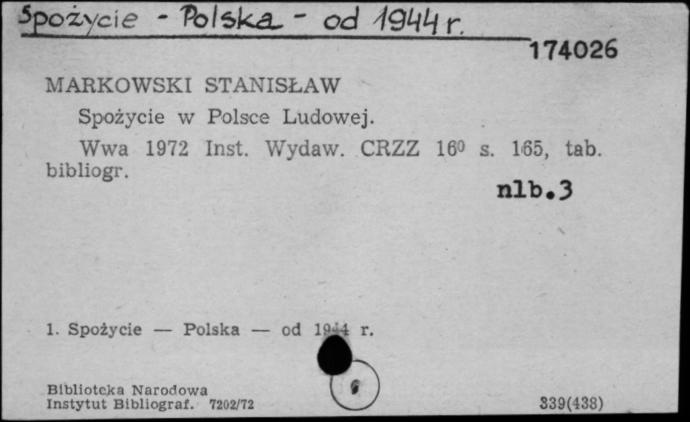 Spożycie - Polska - od 1944 r.
174026
MARKOWSKI STANISŁAW
Spożycie w Polsce Ludowej.
Wwa 1972 Inst. Wydaw. CRZZ 16⁰ s. 165, tab.
bibliogr.
nlb.3
1. Spożycie — Polska — od 1944 r.
Biblioteka Narodowa
Instytut Bibliograf. 7202/72
339(438)